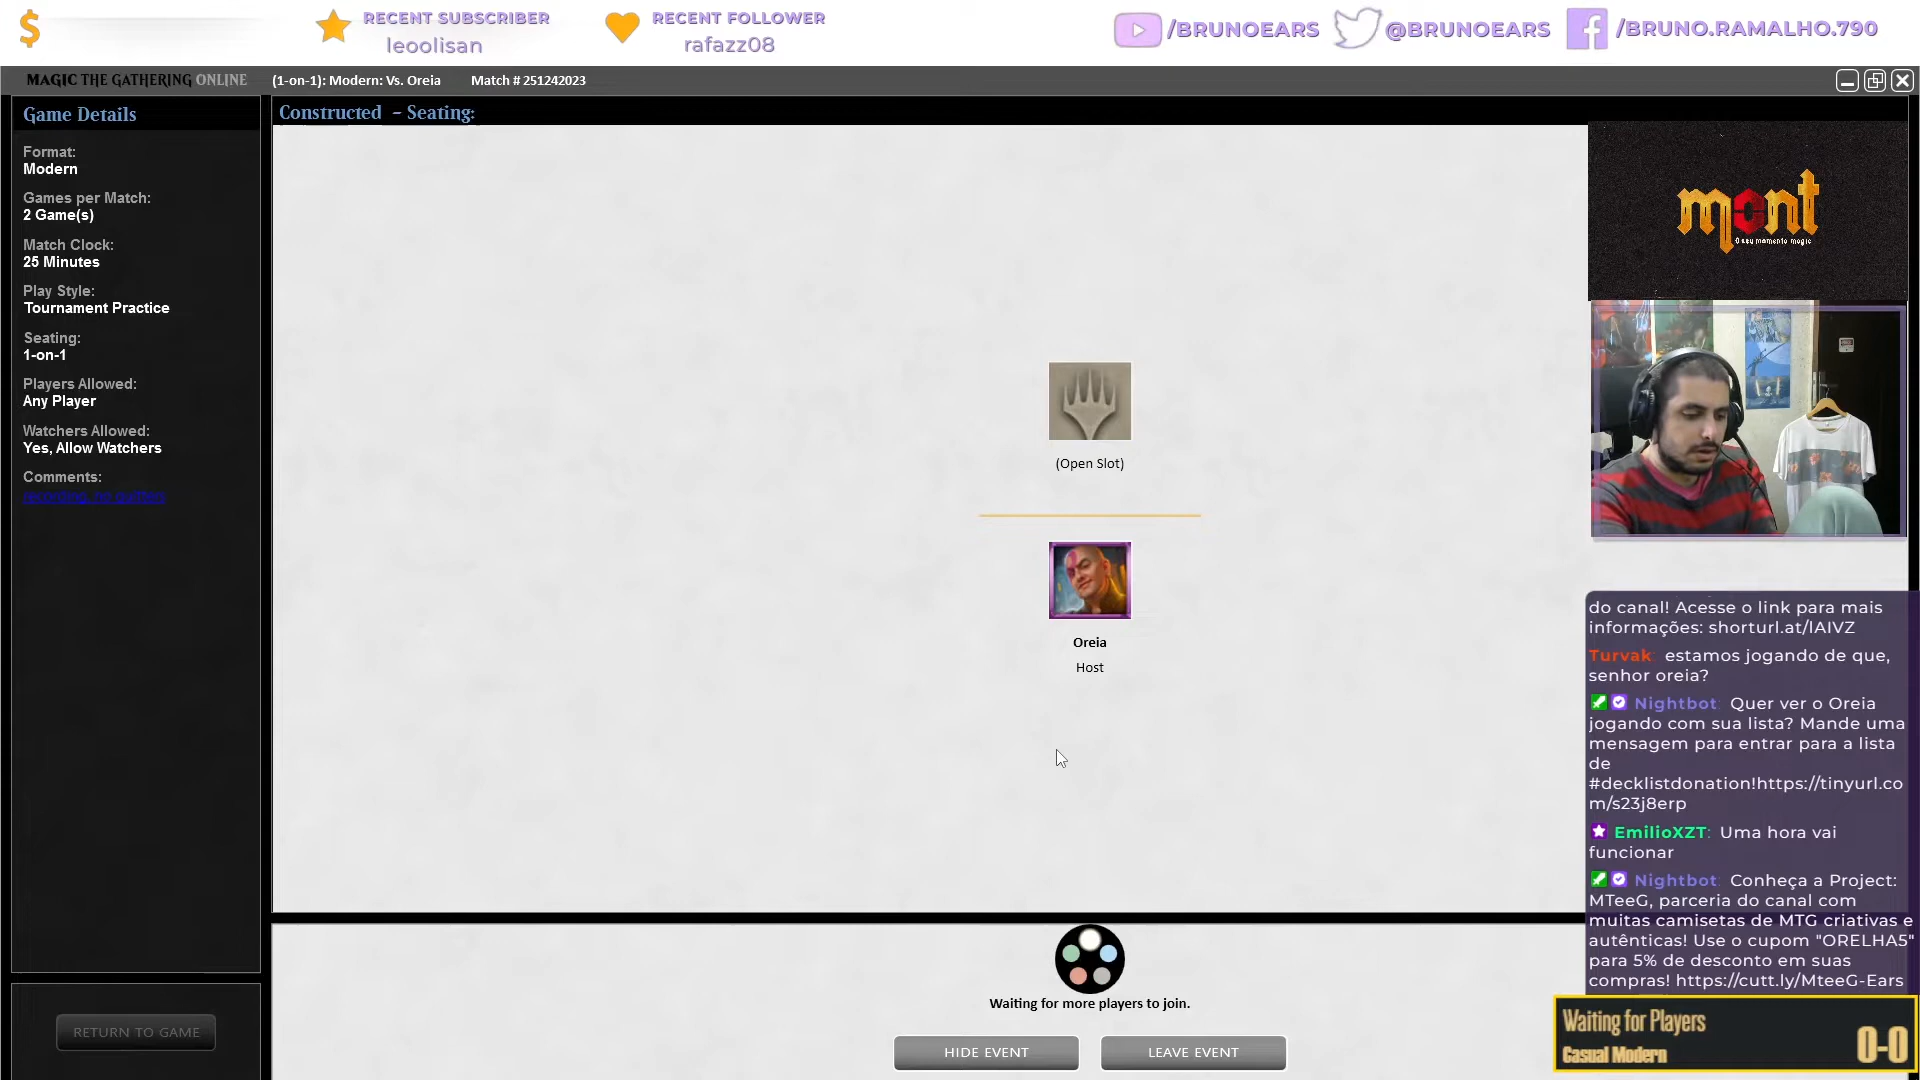 RECENT SUBSCRIBER
leoolisan
RECENT FOLLOWER
rafazz08
/BRUNOEARS
@BRUNOEARS
/BRUNO.RAMALHO.790
MAGIC THE GATHERING ONLINE
(1-on-1): Modern: Vs. Oreia
Match # 251242023
Game Details
Format:
Modern
Games per Match:
2 Game(s)
Match Clock:
25 Minutes
Play Style:
Tournament Practice
Seating:
1-on-1
Players Allowed:
Any Player
Watchers Allowed:
Yes, Allow Watchers
Comments:
recording, no quitters
RETURN TO GAME
Constructed - Seating:
(Open Slot)
Oreia
Host
Waiting for more players to join.
HIDE EVENT
LEAVE EVENT
mont
O seu momento magic
do canal! Acesse o link para mais
informações: shorturl.at/lAIVZ
Turvak: estamos jogando de que,
senhor oreia?
Nightbot: Quer ver o Oreia
jogando com sua lista? Mande uma
mensagem para entrar para a lista
de
#decklistdonation!https://tinyurl.co
m/s23j8erp
EmilioXZT: Uma hora vai
funcionar
Nightbot: Conheça a Project:
MTeeG, parceria do canal com
muitas camisetas de MTG criativas e
autênticas! Use o cupom "ORELHA5"
para 5% de desconto em suas
compras! https://cutt.ly/MteeG-Ears
Waiting for Players
Casual Modern
0-0